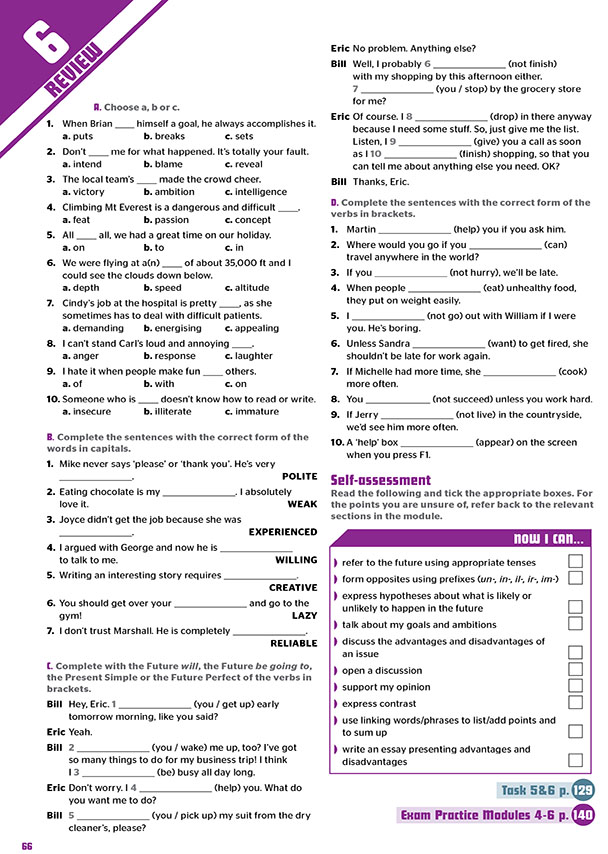 6
REVIEW
A. Choose a, b or c.
1. When Brian ____ himself a goal, he always accomplishes it.
a. puts b. breaks c. sets
2. Don't ____ me for what happened. It's totally your fault.
a. intend b. blame c. reveal
3. The local team's ____ made the crowd cheer.
a. victory b. ambition c. intelligence
4. Climbing Mt Everest is a dangerous and difficult ____.
a. feat b. passion c. concept
5. All ____ all, we had a great time on our holiday.
a. on b. to c. in
6. We were flying at a(n) ____ of about 35,000 ft and I
could see the clouds down below.
a. depth b. speed c. altitude
7. Cindy's job at the hospital is pretty ____, as she
sometimes has to deal with difficult patients.
a. demanding b. energising c. appealing
8. I can't stand Carl's loud and annoying ____.
a. anger b. response c. laughter
9. I hate it when people make fun ____ others.
a. of b. with c. on
10. Someone who is ____ doesn't know how to read or write.
a. insecure b. illiterate c. immature
B. Complete the sentences with the correct form of the
words in capitals.
1. Mike never says 'please' or 'thank you'. He's very
______________. POLITE
2. Eating chocolate is my ______________. I absolutely
love it. WEAK
3. Joyce didn't get the job because she was
______________. EXPERIENCED
4. I argued with George and now he is ______________
to talk to me. WILLING
5. Writing an interesting story requires ______________.
CREATIVE
6. You should get over your ______________ and go to the
gym! LAZY
7. I don't trust Marshall. He is completely ______________.
RELIABLE
C. Complete with the Future will, the Future be going to,
the Present Simple or the Future Perfect of the verbs in
brackets.
Bill Hey, Eric. 1 ______________ (you / get up) early
tomorrow morning, like you said?
Eric Yeah.
Bill 2 ______________ (you / wake) me up, too? I've got
so many things to do for my business trip! I think
I 3 ______________ (be) busy all day long.
Eric Don't worry. I 4 ______________ (help) you. What do
you want me to do?
Bill 5 ______________ (you / pick up) my suit from the dry
cleaner's, please?
Eric No problem. Anything else?
Bill Well, I probably 6 ______________ (not finish)
with my shopping by this afternoon either.
7 ______________ (you / stop) by the grocery store
for me?
Eric Of course. I 8 ______________ (drop) in there anyway
because I need some stuff. So, just give me the list.
Listen, I 9 ______________ (give) you a call as soon
as I 10 ______________ (finish) shopping, so that you
can tell me about anything else you need. OK?
Bill Thanks, Eric.
D. Complete the sentences with the correct form of the
verbs in brackets.
1. Martin ______________ (help) you if you ask him.
2. Where would you go if you ______________ (can)
travel anywhere in the world?
3. If you ______________ (not hurry), we'll be late.
4. When people ______________ (eat) unhealthy food,
they put on weight easily.
5. I ______________ (not go) out with William if I were
you. He's boring.
6. Unless Sandra ______________ (want) to get fired, she
shouldn't be late for work again.
7. If Michelle had more time, she ______________ (cook)
more often.
8. You ______________ (not succeed) unless you work hard.
9. If Jerry ______________ (not live) in the countryside,
we'd see him more often.
10. A 'help' box ______________ (appear) on the screen
when you press F1.
Self-assessment
Read the following and tick the appropriate boxes. For
the points you are unsure of, refer back to the relevant
sections in the module.
NOW I CAN...
refer to the future using appropriate tenses
form opposites using prefixes (un-, in-, il-, ir-, im-)
express hypotheses about what is likely or
unlikely to happen in the future
talk about my goals and ambitions
discuss the advantages and disadvantages of
an issue
open a discussion
support my opinion
express contrast
use linking words/phrases to list/add points and
to sum up
write an essay presenting advantages and
disadvantages
Task 5&6 p. 129
Exam Practice Modules 4-6 p. 140
66